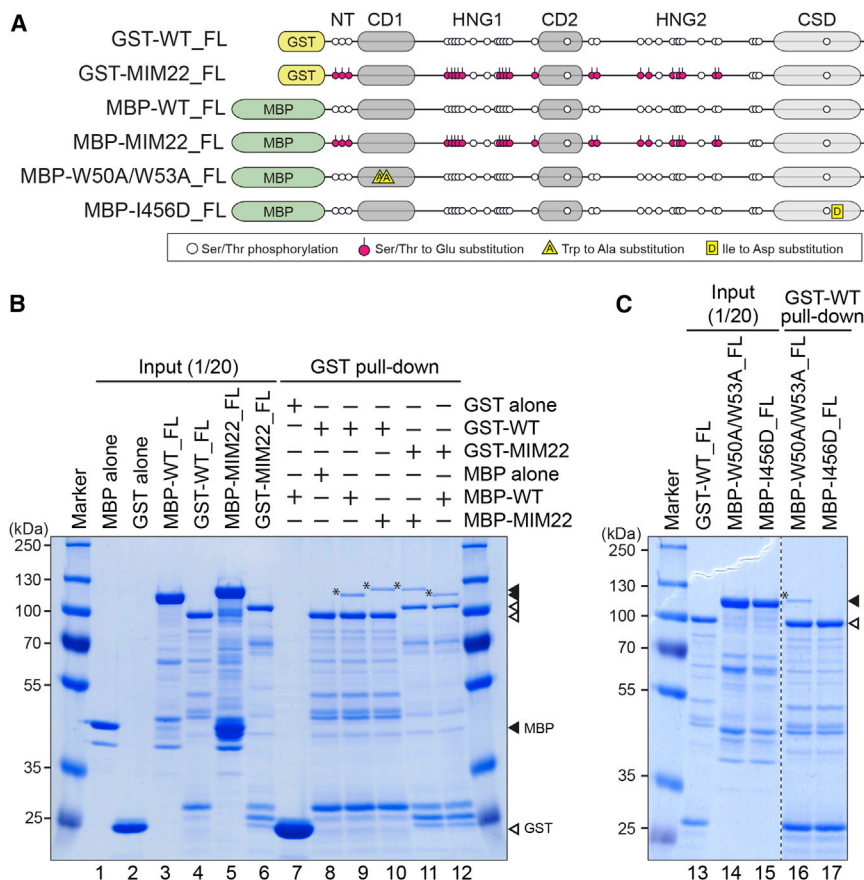 A
NT CD1 HNG1 CD2 HNG2 CSD
GST-WT_FL GST
GST-MIM22_FL GST
MBP-WT_FL MBP
MBP-MIM22_FL MBP
MBP-W50A/W53A_FL MBP A A
MBP-I456D_FL MBP D
Ser/Thr phosphorylation Ser/Thr to Glu substitution A Trp to Ala substitution D Ile to Asp substitution
B
Input (1/20) GST pull-down
Marker
MBP alone
GST alone
MBP-WT_FL
GST-WT_FL
MBP-MIM22_FL
GST-MIM22_FL
+ – – – – – GST alone
– + + + – – GST-WT
– – – – + + GST-MIM22
– + – – – – MBP alone
+ – + – – + MBP-WT
– – – + + – MBP-MIM22
(kDa)
250
130
100
70
55
35
25
* * * *
MBP
GST
1 2 3 4 5 6 7 8 9 10 11 12
C
Input (1/20) GST-WT pull-down
Marker
GST-WT_FL
MBP-W50A/W53A_FL
MBP-I456D_FL
MBP-W50A/W53A_FL
MBP-I456D_FL
(kDa)
250
130
100
70
55
35
25
*
13 14 15 16 17